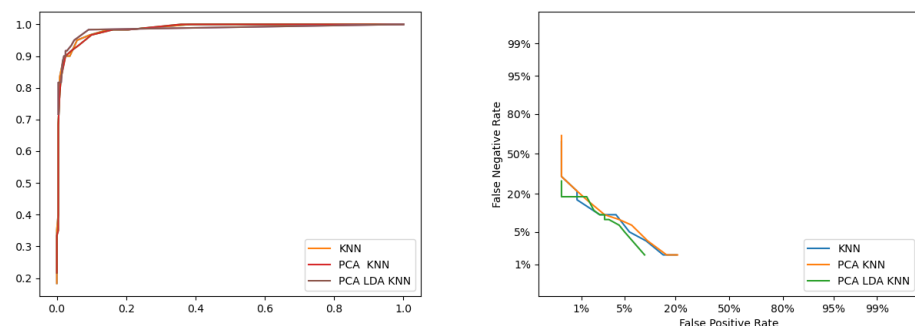 1.0
0.9
0.8
0.7
0.6
0.5
0.4
0.3
0.2
0.0 0.2 0.4 0.6 0.8 1.0
KNN
PCA KNN
PCA LDA KNN
False Negative Rate
99%
95%
80%
50%
20%
5%
1%
1% 5% 20% 50% 80% 95% 99%
False Positive Rate
KNN
PCA KNN
PCA LDA KNN